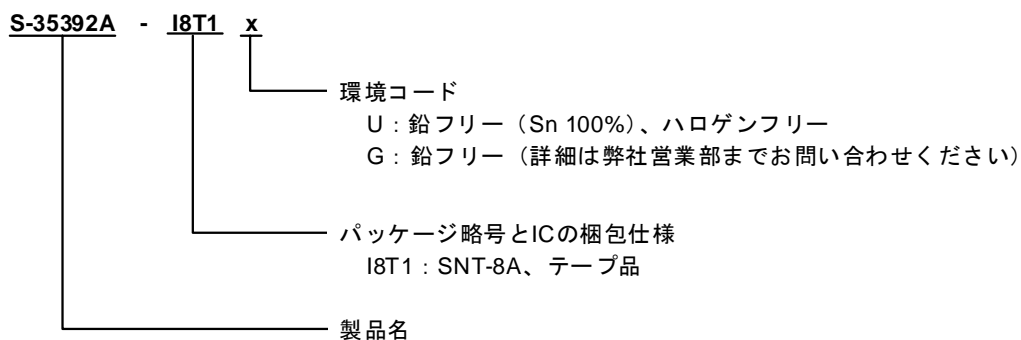 S-35392A - I8T1 x
環境コード
U：鉛フリー（Sn 100%）、ハロゲンフリー
G：鉛フリー（詳細は弊社営業部までお問い合わせください）
パッケージ略号とICの梱包仕様
I8T1：SNT-8A、テープ品
製品名